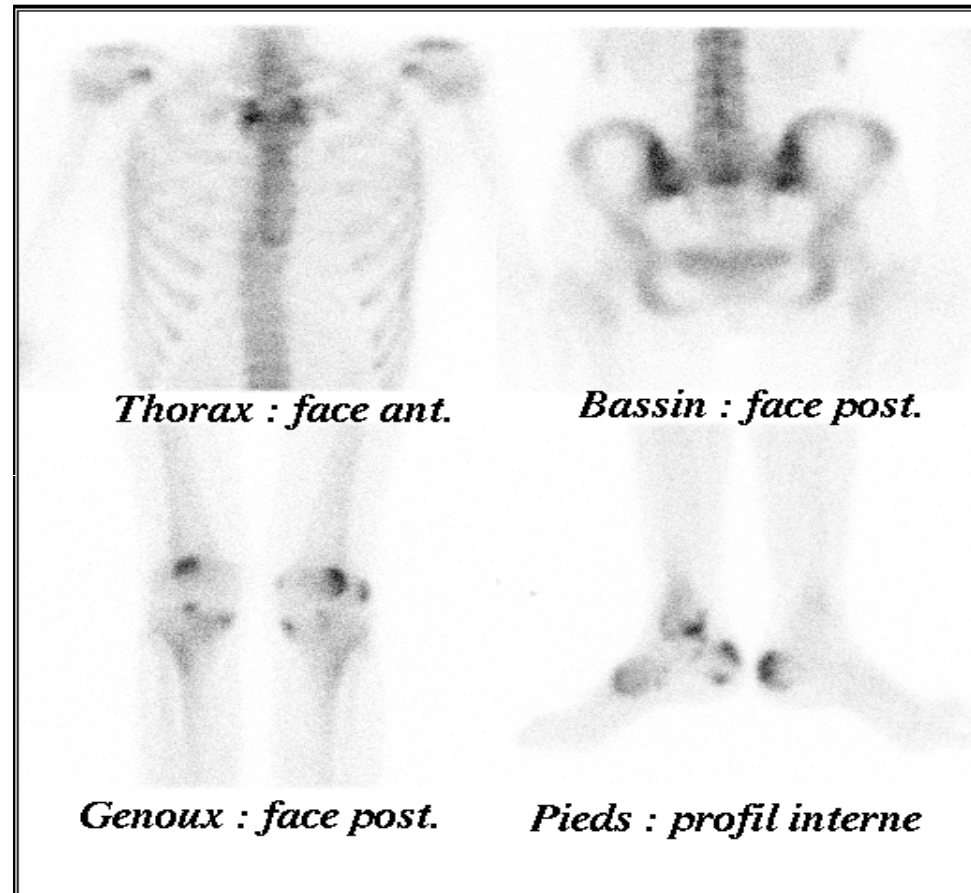 Thorax : face ant.
Bassin : face post.
Genoux : face post.
Pieds : profil interne